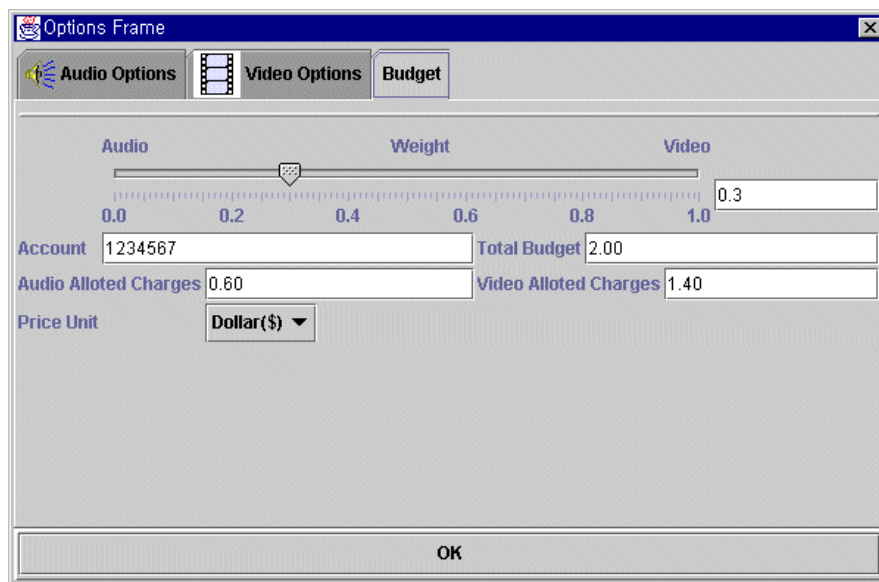 Options Frame
Audio Options Video Options Budget
Audio Weight Video
0.3
0.0 0.2 0.4 0.6 0.8 1.0
Account 1234567 Total Budget 2.00
Audio Alloted Charges 0.60 Video Alloted Charges 1.40
Price Unit Dollar($)
OK